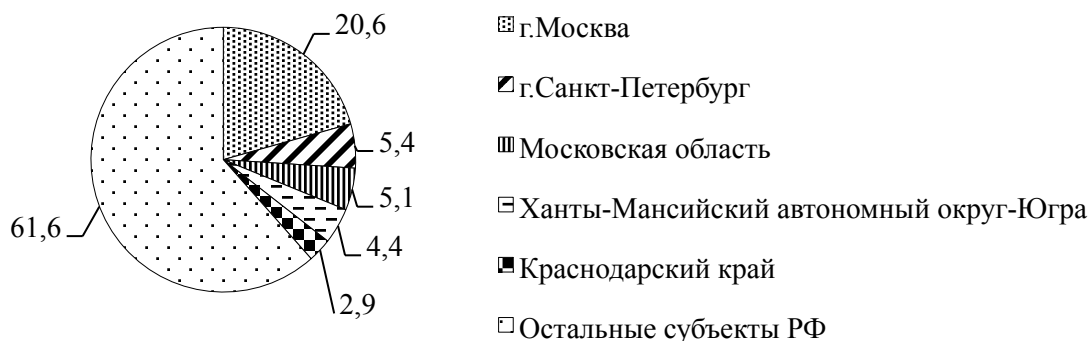 20,6
5,4
5,1
4,4
2,9
61,6
г.Москва
г.Санкт-Петербург
Московская область
Ханты-Мансийский автономный округ-Югра
Краснодарский край
Остальные субъекты РФ